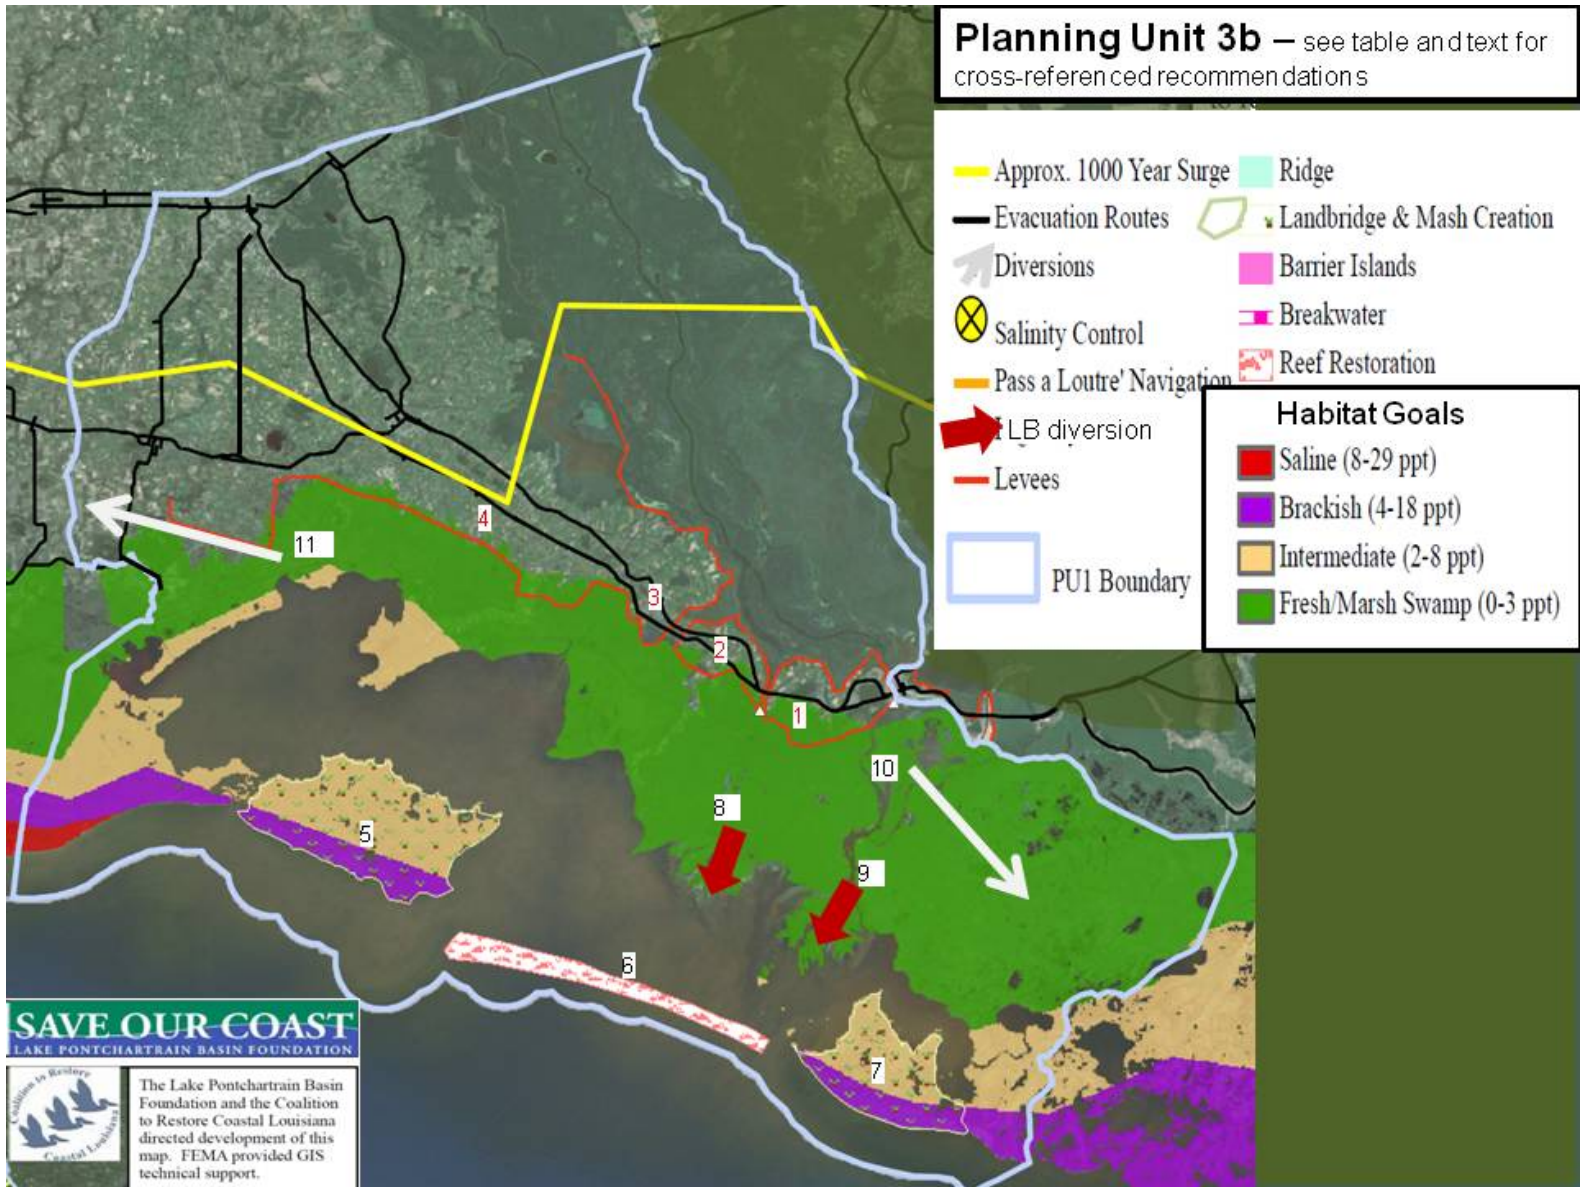 Planning Unit 3b – see table and text for
cross-referenced recommendations
Approx. 1000 Year Surge
Evacuation Routes
Diversions
Salinity Control
Pass a Loutre' Navigation
LB diversion
Levees
PU1 Boundary
Ridge
Landbridge & Mash Creation
Barrier Islands
Breakwater
Reef Restoration
Habitat Goals
Saline (8-29 ppt)
Brackish (4-18 ppt)
Intermediate (2-8 ppt)
Fresh/Marsh Swamp (0-3 ppt)
4
11
3
2
1
10
8
5
9
6
7
SAVE OUR COAST
LAKE PONTCHARTRAIN BASIN FOUNDATION
Coalition to Restore
Coastal Louisiana
The Lake Pontchartrain Basin
Foundation and the Coalition
to Restore Coastal Louisiana
directed development of this
map. FEMA provided GIS
technical support.